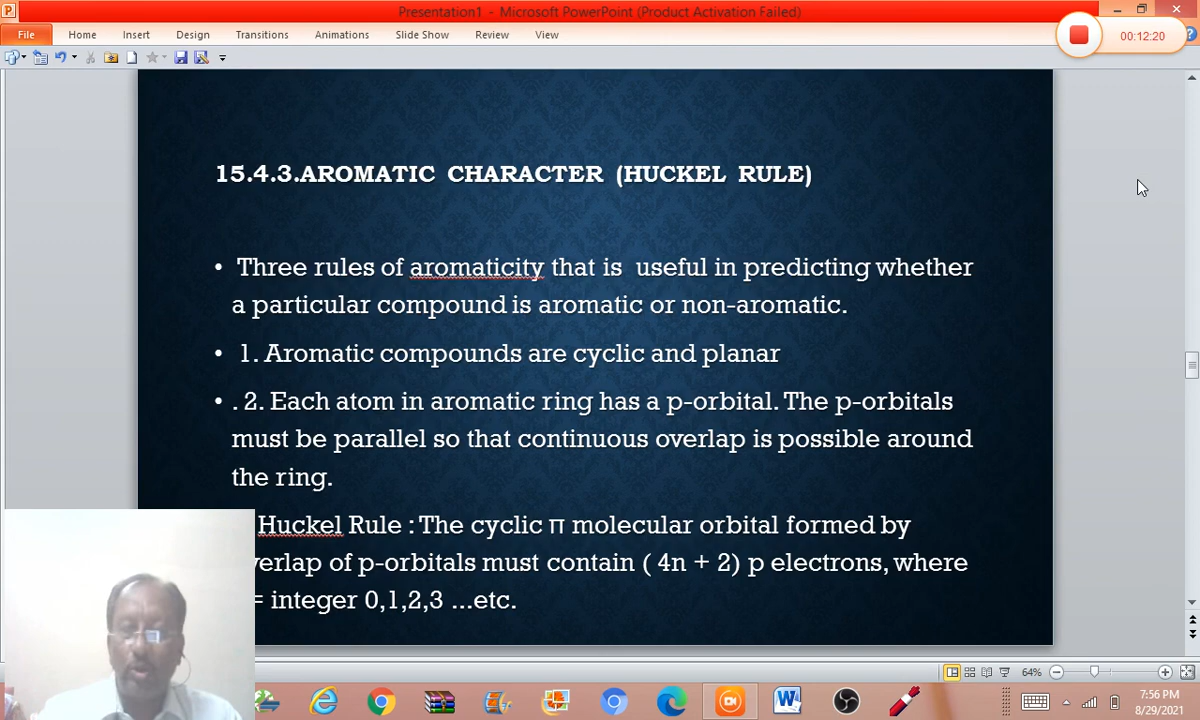 Presentation1 - Microsoft PowerPoint (Product Activation Failed)
File Home Insert Design Transitions Animations Slide Show Review View
00:12:20
15.4.3.AROMATIC CHARACTER (HUCKEL RULE)
• Three rules of aromaticity that is useful in predicting whether
a particular compound is aromatic or non-aromatic.
• 1. Aromatic compounds are cyclic and planar
• . 2. Each atom in aromatic ring has a p-orbital. The p-orbitals
must be parallel so that continuous overlap is possible around
the ring.
Huckel Rule : The cyclic π molecular orbital formed by
verlap of p-orbitals must contain ( 4n + 2) p electrons, where
= integer 0,1,2,3 ...etc.
64%
7:56 PM
8/29/2021